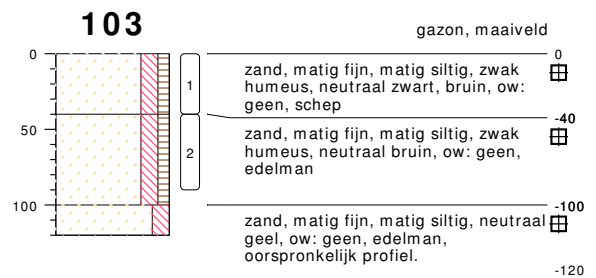 103
gazon, maaiveld
0
0
zand, matig fijn, matig siltig, zwak
humeus, neutraal zwart, bruin, ow:
geen, schep
1
-40
50
zand, matig fijn, matig siltig, zwak
humeus, neutraal bruin, ow: geen,
edelman
2
100
-100
zand, matig fijn, matig siltig, neutraal
geel, ow: geen, edelman,
oorspronkelijk profiel.
-120